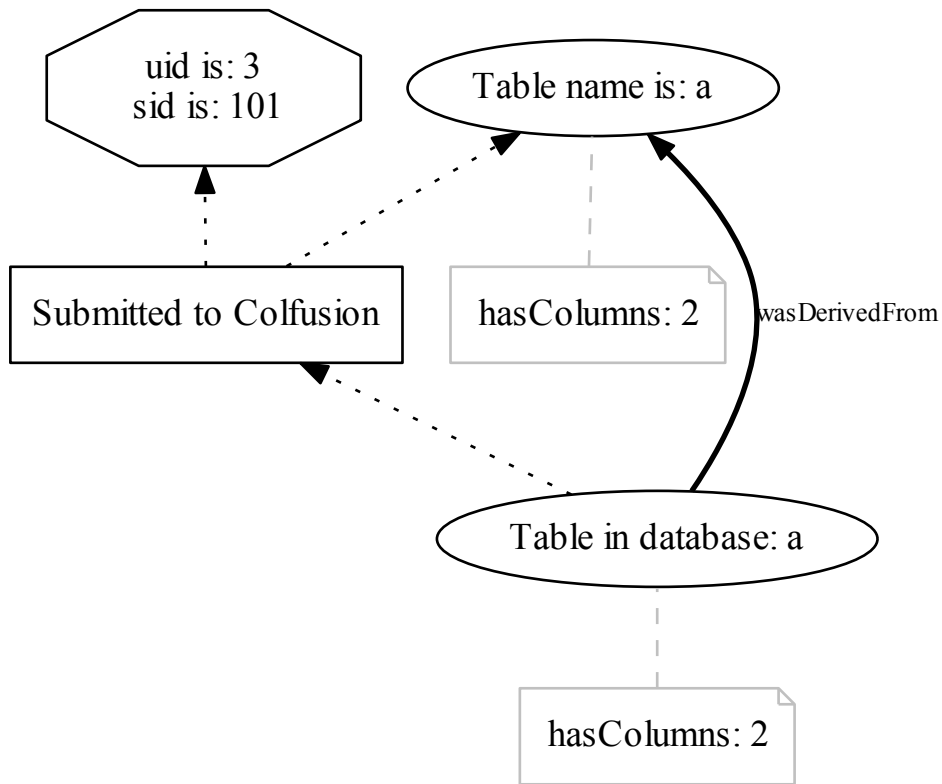 uid is: 3
sid is: 101
Table name is: a
Submitted to Colfusion
hasColumns: 2
wasDerivedFrom
Table in database: a
hasColumns: 2